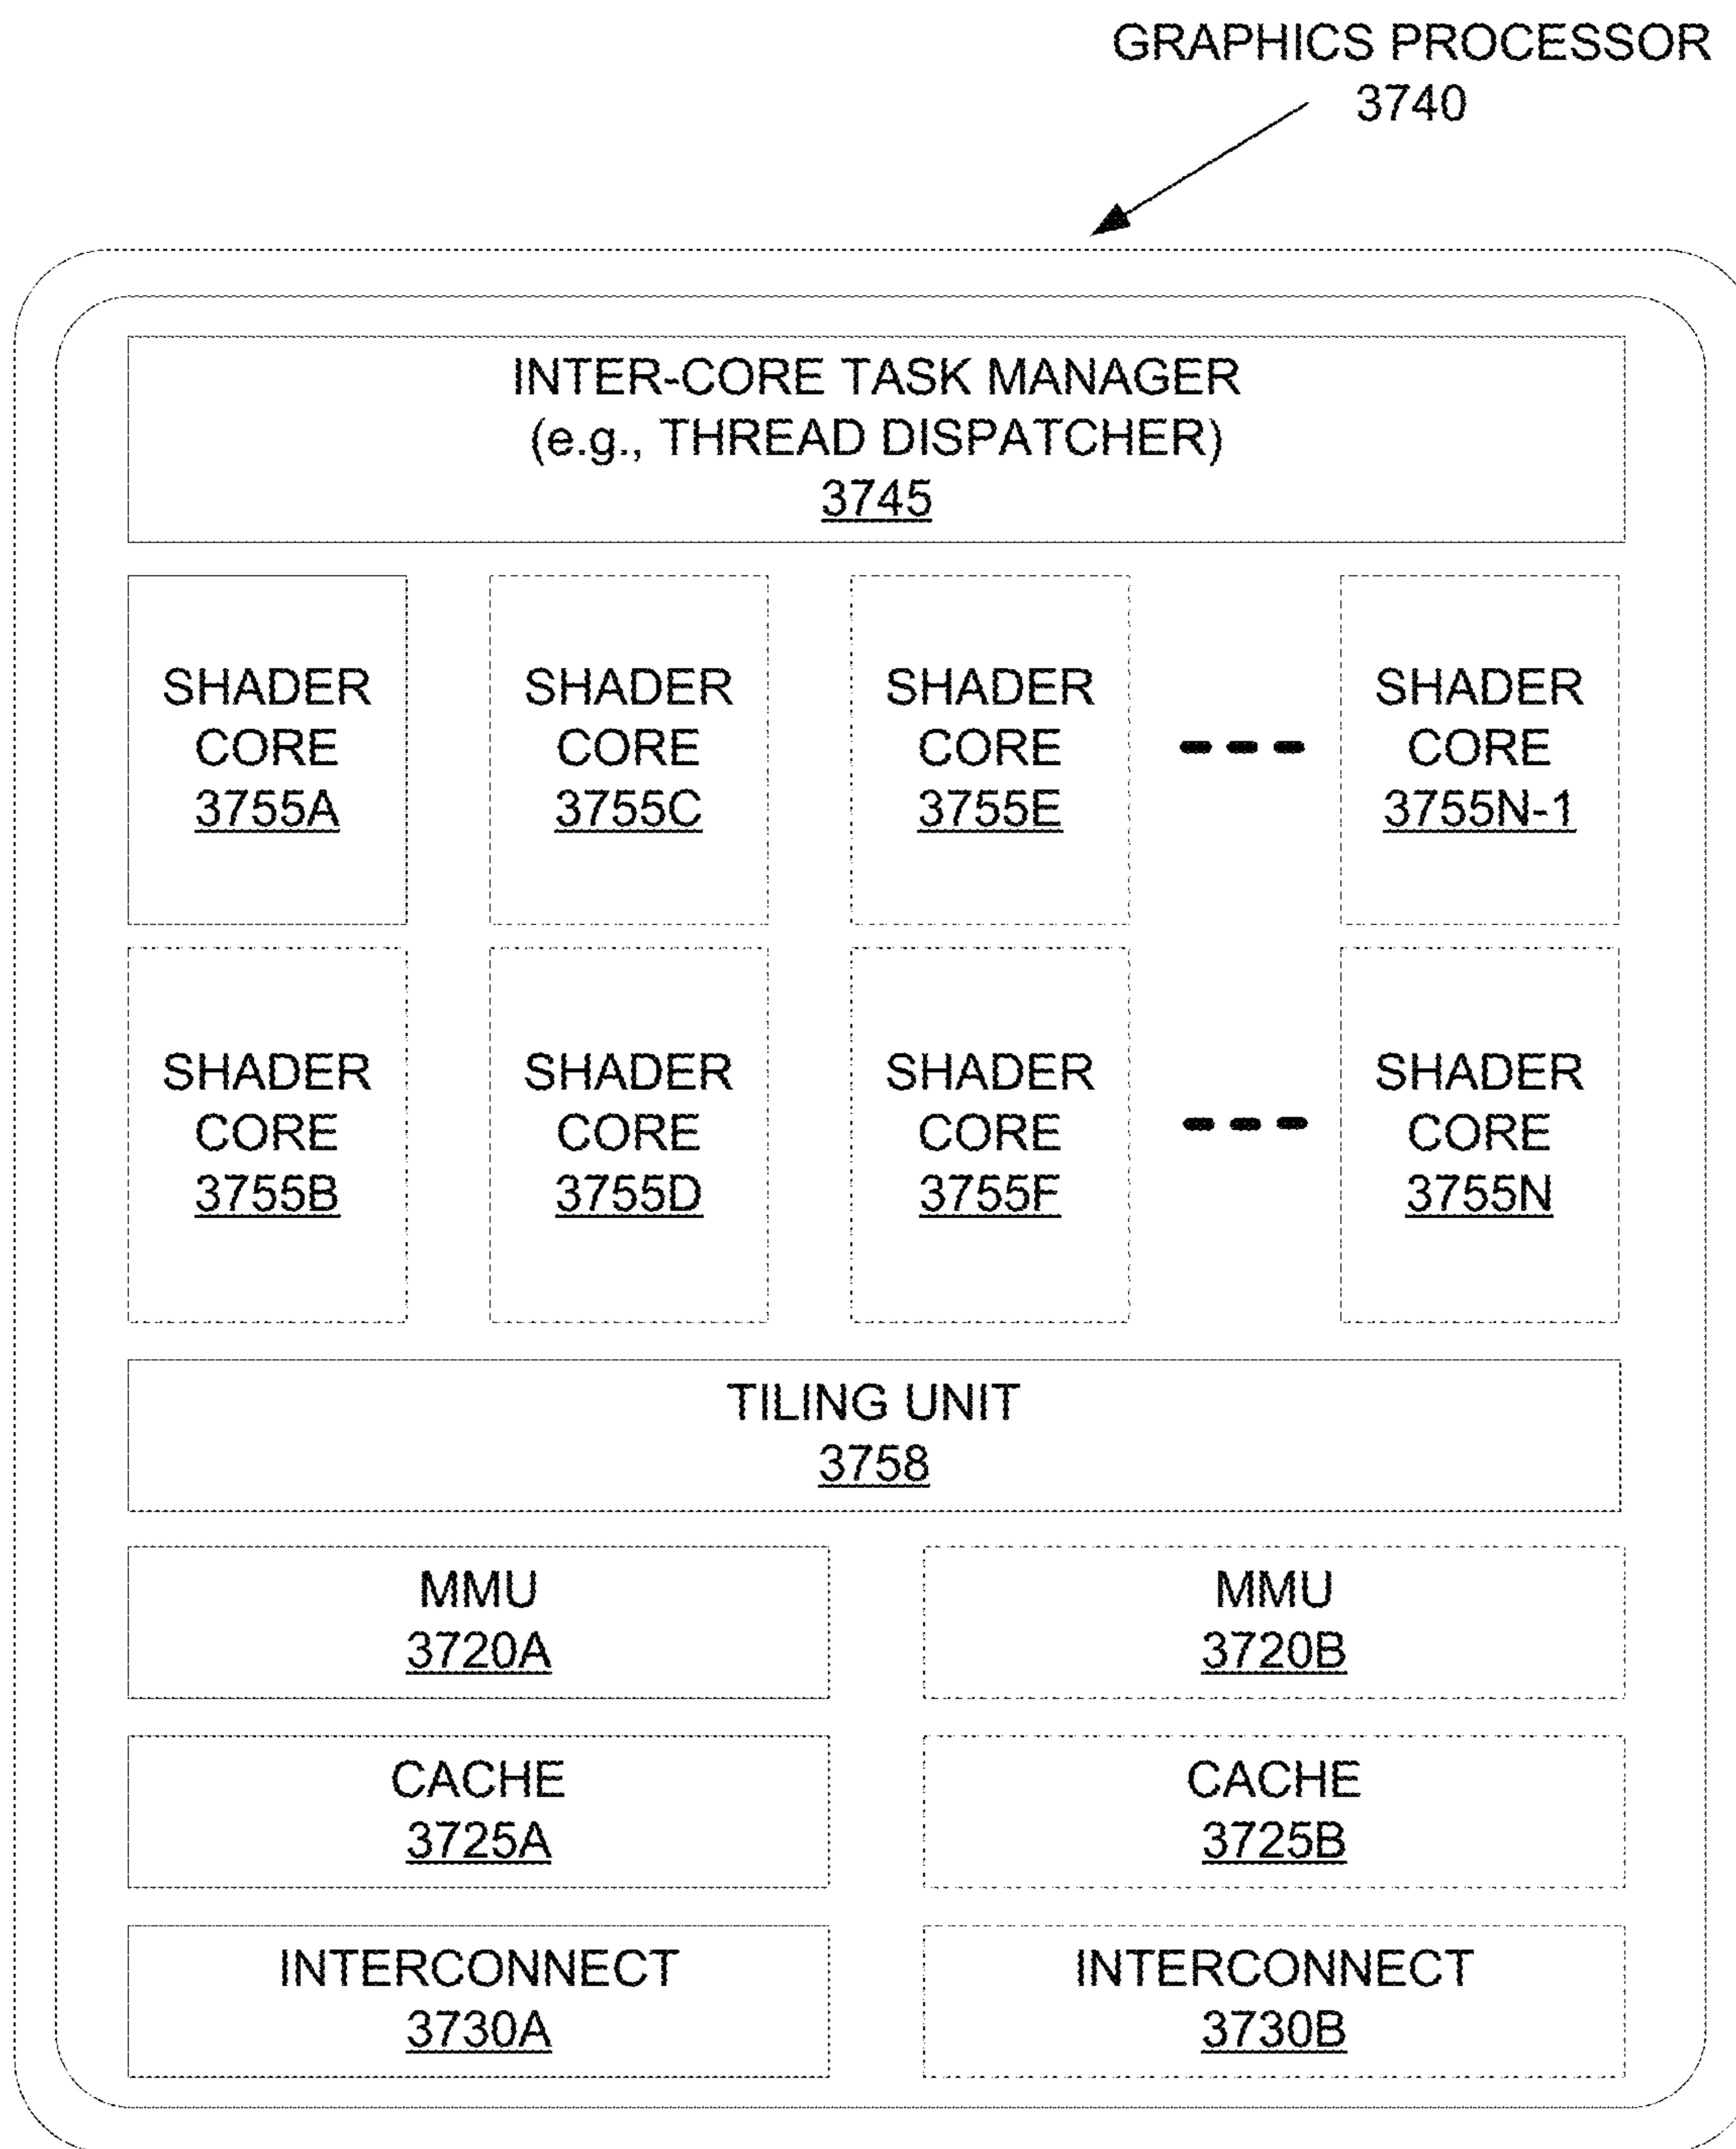 GRAPHICS PROCESSOR
3740
INTER-CORE TASK MANAGER
(e.g., THREAD DISPATCHER)
3745
SHADER
CORE
3755A
SHADER
CORE
3755C
SHADER
CORE
3755E
SHADER
CORE
3755N-1
SHADER
CORE
3755B
SHADER
CORE
3755D
SHADER
CORE
3755F
SHADER
CORE
3755N
TILING UNIT
3758
MMU
3720A
MMU
3720B
CACHE
3725A
CACHE
3725B
INTERCONNECT
3730A
INTERCONNECT
3730B